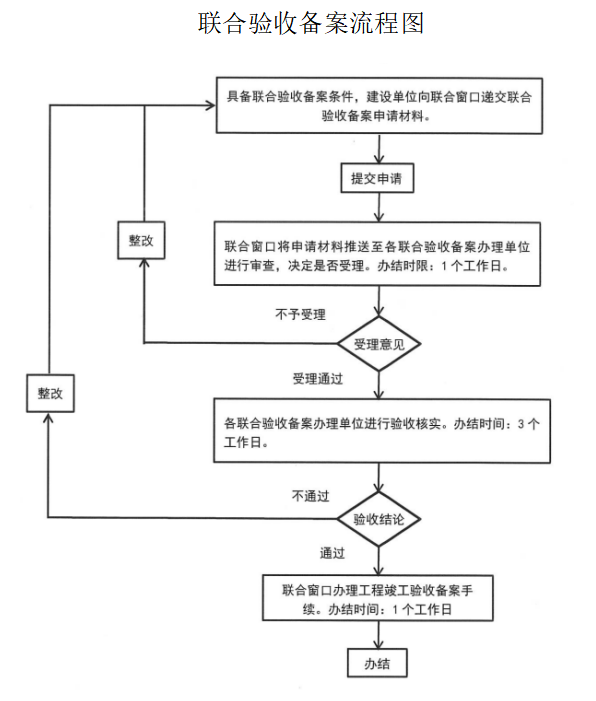 联合验收备案流程图
具备联合验收备案条件，建设单位向联合窗口递交联合
验收备案申请材料。
提交申请
整改
联合窗口将申请材料推送至各联合验收备案办理单位
进行审查，决定是否受理。办结时限：1个工作日。
不予受理
受理意见
受理通过
整改
各联合验收备案办理单位进行验收核实。办结时间：3个
工作日。
不通过
验收结论
通过
联合窗口办理工程竣工验收备案手
续。办结时间：1个工作日
办结